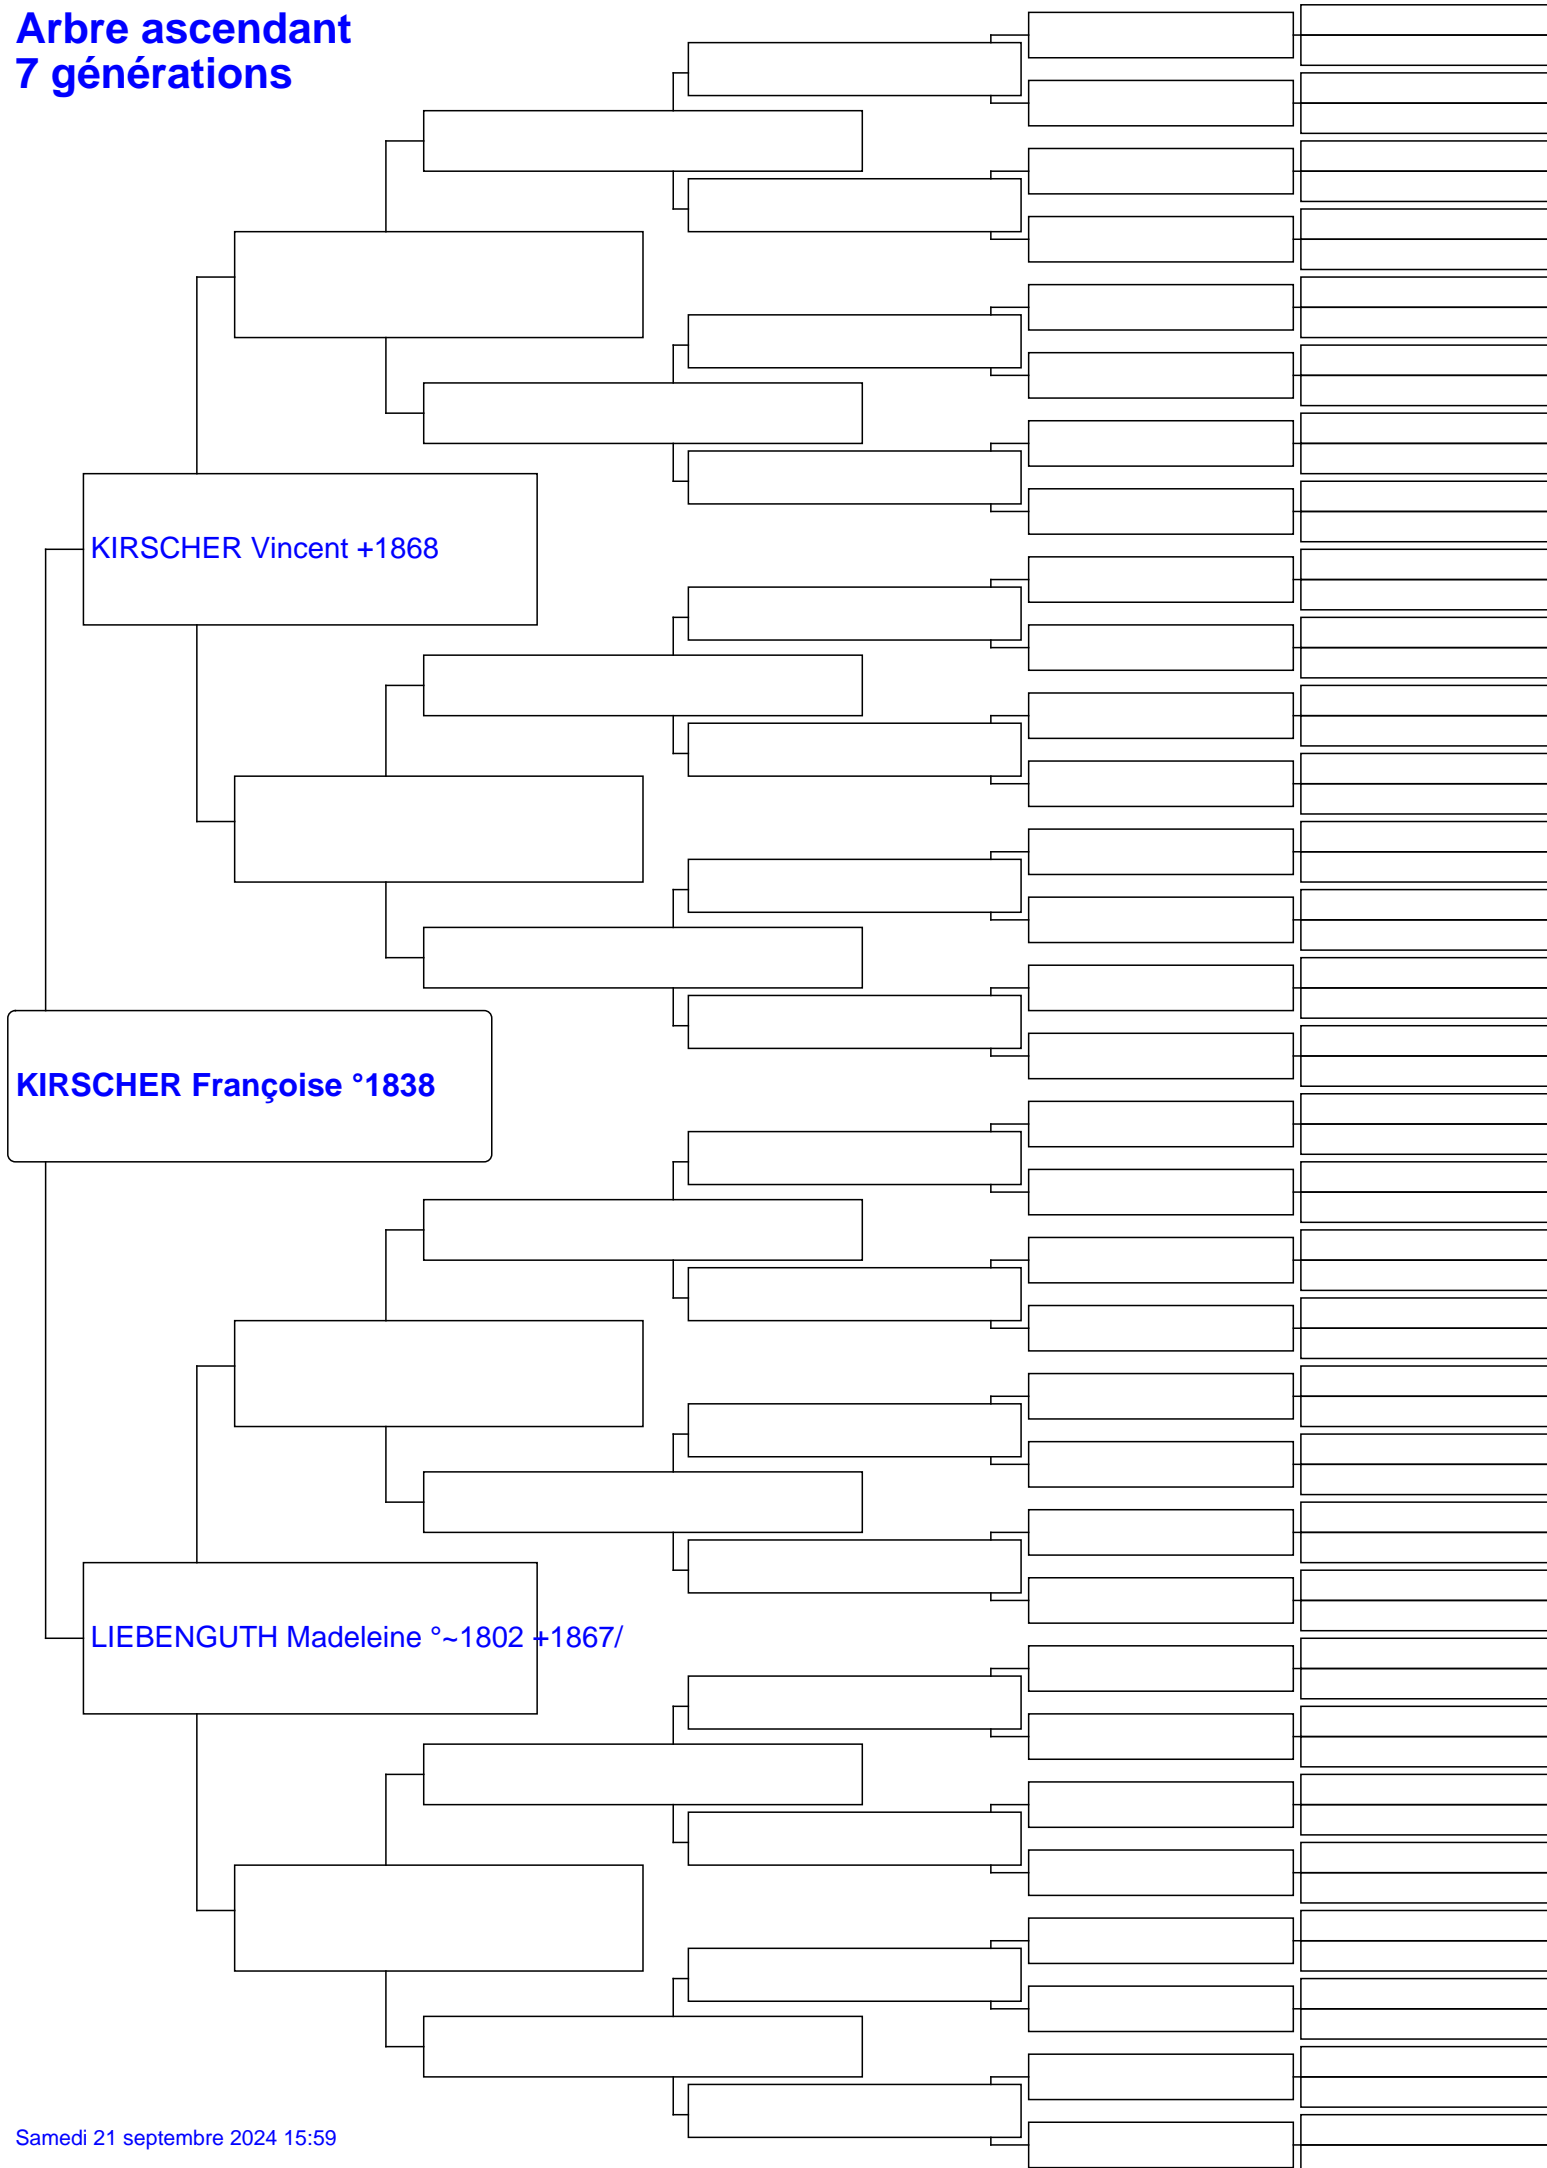 Arbre ascendant
7 générations
KIRSCHER Vincent +1868
KIRSCHER Françoise °1838
LIEBENGUTH Madeleine °~1802 +1867/
Samedi 21 septembre 2024 15:59